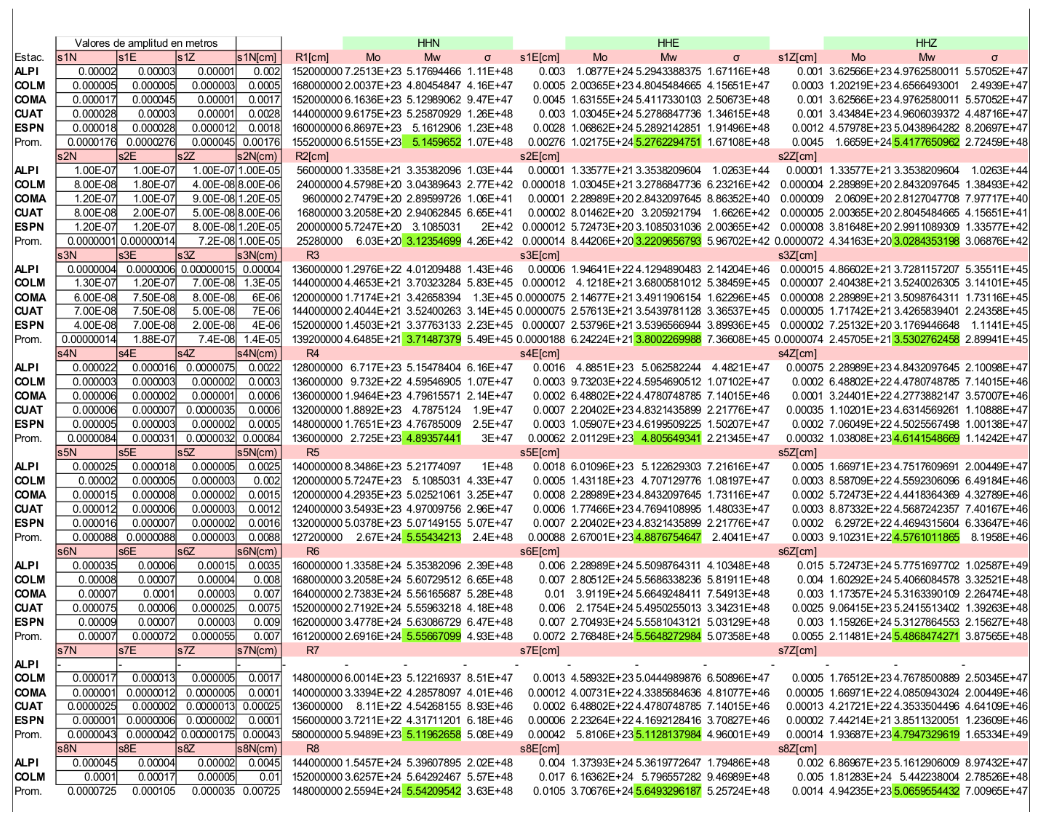 Valores de amplitud en metros HHN HHE HHZ
Estac. s1N s1E s1Z s1N(cm) R1[cm] Mo Mw σ s1E[cm] Mo Mw σ s1Z[cm] Mo Mw σ
ALPI 0.00002 0.00003 0.00001 0.002 152000000 7.2513E+23 5.17694466 1.11E+48 0.003 1.0877E+24 5.2943388375 1.67116E+48 0.001 3.62566E+23 4.9762580011 5.57052E+47
COLM 0.000005 0.000005 0.000003 0.0005 168000000 2.0037E+23 4.80454847 4.16E+47 0.0005 2.00365E+23 4.8045484665 4.15651E+47 0.0003 1.20219E+23 4.6566493001 2.4939E+47
COMA 0.000017 0.000045 0.00001 0.0017 152000000 6.1636E+23 5.12989062 9.47E+47 0.0045 1.63155E+24 5.4117330103 2.50673E+48 0.001 3.62566E+23 4.9762580011 5.57052E+47
CUAT 0.000028 0.00003 0.00001 0.0028 144000000 9.6175E+23 5.25870929 1.26E+48 0.003 1.03045E+24 5.2786847736 1.34615E+48 0.001 3.43484E+23 4.9606039372 4.48716E+47
ESPN 0.000018 0.000028 0.000012 0.0018 160000000 6.8697E+23 5.1612906 1.23E+48 0.0028 1.06862E+24 5.2892142851 1.91496E+48 0.0012 4.57978E+23 5.0438964282 8.20697E+47
Prom. 0.0000176 0.0000276 0.000045 0.00176 155200000 6.5155E+23 5.1459652 1.07E+48 0.00276 1.02175E+24 5.2762294751 1.67108E+48 0.0045 1.6659E+24 5.4177650962 2.72459E+48
s2N s2E s2Z s2N(cm) R2[cm] s2E[cm] s2Z[cm]
ALPI 1.00E-07 1.00E-07 1.00E-07 1.00E-05 56000000 1.3358E+21 3.35382096 1.03E+44 0.00001 1.33577E+21 3.3538209604 1.0263E+44 0.00001 1.33577E+21 3.3538209604 1.0263E+44
COLM 8.00E-08 1.80E-07 4.00E-08 8.00E-06 24000000 4.5798E+20 3.04389643 2.77E+42 0.000018 1.03045E+21 3.2786847736 6.23216E+42 0.000004 2.28989E+20 2.8432097645 1.38493E+42
COMA 1.20E-07 1.00E-07 9.00E-08 1.20E-05 9600000 2.7479E+20 2.89599726 1.06E+41 0.00001 2.28989E+20 2.8432097645 8.86352E+40 0.000009 2.0609E+20 2.8127047708 7.97717E+40
CUAT 8.00E-08 2.00E-07 5.00E-08 8.00E-06 16800000 3.2058E+20 2.94062845 6.65E+41 0.00002 8.01462E+20 3.205921794 1.6626E+42 0.000005 2.00365E+20 2.8045484665 4.15651E+41
ESPN 1.20E-07 1.20E-07 8.00E-08 1.20E-05 20000000 5.7247E+20 3.1085031 2E+42 0.000012 5.72473E+20 3.1085031036 2.00365E+42 0.000008 3.81648E+20 2.9911089309 1.33577E+42
Prom. 0.0000001 0.00000014 7.2E-08 1.00E-05 25280000 6.03E+20 3.12354699 4.26E+42 0.000014 8.44206E+20 3.2209656793 5.96702E+42 0.0000072 4.34163E+20 3.0284353198 3.06876E+42
s3N s3E s3Z s3N(cm) R3 s3E[cm] s3Z[cm]
ALPI 0.0000004 0.0000006 0.00000015 0.00004 136000000 1.2976E+22 4.01209488 1.43E+46 0.00006 1.94641E+22 4.1294890483 2.14204E+46 0.000015 4.86602E+21 3.7281157207 5.35511E+45
COLM 1.30E-07 1.20E-07 7.00E-08 1.3E-05 144000000 4.4653E+21 3.70323284 5.83E+45 0.000012 4.1218E+21 3.6800581012 5.38459E+45 0.000007 2.40438E+21 3.5240026305 3.14101E+45
COMA 6.00E-08 7.50E-08 8.00E-08 6E-06 120000000 1.7174E+21 3.42658394 1.3E+45 0.0000075 2.14677E+21 3.4911906154 1.62296E+45 0.000008 2.28989E+21 3.5098764311 1.73116E+45
CUAT 7.00E-08 7.50E-08 5.00E-08 7E-06 144000000 2.4044E+21 3.52400263 3.14E+45 0.0000075 2.57613E+21 3.5439781128 3.36537E+45 0.000005 1.71742E+21 3.4265839401 2.24358E+45
ESPN 4.00E-08 7.00E-08 2.00E-08 4E-06 152000000 1.4503E+21 3.37763133 2.23E+45 0.000007 2.53796E+21 3.5396566944 3.89936E+45 0.000002 7.25132E+20 3.1769446648 1.1141E+45
Prom. 0.00000014 1.88E-07 7.4E-08 1.4E-05 139200000 4.6485E+21 3.71487379 5.49E+45 0.0000188 6.24224E+21 3.8002269988 7.36608E+45 0.0000074 2.45705E+21 3.5302762458 2.89941E+45
s4N s4E s4Z s4N(cm) R4 s4E[cm] s4Z[cm]
ALPI 0.000022 0.000016 0.0000075 0.0022 128000000 6.717E+23 5.15478404 6.16E+47 0.0016 4.8851E+23 5.062582244 4.4821E+47 0.00075 2.28989E+23 4.8432097645 2.10098E+47
COLM 0.000003 0.000003 0.000002 0.0003 136000000 9.732E+22 4.59546905 1.07E+47 0.0003 9.73203E+22 4.5954690512 1.07102E+47 0.0002 6.48802E+22 4.4780748785 7.14015E+46
COMA 0.000006 0.000002 0.000001 0.0006 136000000 1.9464E+23 4.79615571 2.14E+47 0.0002 6.48802E+22 4.4780748785 7.14015E+46 0.0001 3.24401E+22 4.2773882147 3.57007E+46
CUAT 0.000006 0.000007 0.0000035 0.0006 132000000 1.8892E+23 4.7875124 1.9E+47 0.0007 2.20402E+23 4.8321435899 2.21776E+47 0.00035 1.10201E+23 4.6314569261 1.10888E+47
ESPN 0.000005 0.000003 0.000002 0.0005 148000000 1.7651E+23 4.76785009 2.5E+47 0.0003 1.05907E+23 4.6199509225 1.50207E+47 0.0002 7.06049E+22 4.5025567498 1.00138E+47
Prom. 0.0000084 0.000031 0.0000032 0.00084 136000000 2.725E+23 4.89357441 3E+47 0.00062 2.01129E+23 4.805649341 2.21345E+47 0.00032 1.03808E+23 4.6141548669 1.14242E+47
s5N s5E s5Z s5N(cm) R5 s5E[cm] s5Z[cm]
ALPI 0.000025 0.000018 0.000005 0.0025 140000000 8.3486E+23 5.21774097 1E+48 0.0018 6.01096E+23 5.122629303 7.21616E+47 0.0005 1.66971E+23 4.7517609691 2.00449E+47
COLM 0.00002 0.000005 0.000003 0.002 120000000 5.7247E+23 5.1085031 4.33E+47 0.0005 1.43118E+23 4.707129776 1.08197E+47 0.0003 8.58709E+22 4.5592306096 6.49184E+46
COMA 0.000015 0.000008 0.000002 0.0015 120000000 4.2935E+23 5.02521061 3.25E+47 0.0008 2.28989E+23 4.8432097645 1.73116E+47 0.0002 5.72473E+22 4.4418364369 4.32789E+46
CUAT 0.000012 0.000006 0.000003 0.0012 124000000 3.5493E+23 4.97009756 2.96E+47 0.0006 1.77466E+23 4.7694108995 1.48033E+47 0.0003 8.87332E+22 4.5687242357 7.40167E+46
ESPN 0.000016 0.000007 0.000002 0.0016 132000000 5.0378E+23 5.07149155 5.07E+47 0.0007 2.20402E+23 4.8321435899 2.21776E+47 0.0002 6.2972E+22 4.4694315604 6.33647E+46
Prom. 0.000088 0.0000088 0.000003 0.0088 127200000 2.67E+24 5.55434213 2.4E+48 0.00088 2.67001E+23 4.8876754647 2.4041E+47 0.0003 9.10231E+22 4.5761011865 8.1958E+46
s6N s6E s6Z s6N(cm) R6 s6E[cm] s6Z[cm]
ALPI 0.000035 0.00006 0.000015 0.0035 160000000 1.3358E+24 5.35382096 2.39E+48 0.006 2.28989E+24 5.5098764311 4.10348E+48 0.015 5.72473E+24 5.7751697702 1.02587E+49
COLM 0.00008 0.00007 0.00004 0.008 168000000 3.2058E+24 5.60729512 6.65E+48 0.007 2.80512E+24 5.5686338236 5.81911E+48 0.004 1.60292E+24 5.4066084578 3.32521E+48
COMA 0.00007 0.0001 0.00003 0.007 164000000 2.7383E+24 5.56165687 5.28E+48 0.01 3.9119E+24 5.6649248411 7.54913E+48 0.003 1.17357E+24 5.3163390109 2.26474E+48
CUAT 0.000075 0.00006 0.000025 0.0075 152000000 2.7192E+24 5.55963218 4.18E+48 0.006 2.1754E+24 5.4950255013 3.34231E+48 0.0025 9.06415E+23 5.2415513402 1.39263E+48
ESPN 0.00009 0.00007 0.00003 0.009 162000000 3.4778E+24 5.63086729 6.47E+48 0.007 2.70493E+24 5.5581043121 5.03129E+48 0.003 1.15926E+24 5.3127864553 2.15627E+48
Prom. 0.00007 0.000072 0.000055 0.007 161200000 2.6916E+24 5.55667099 4.93E+48 0.0072 2.76848E+24 5.5648272984 5.07358E+48 0.0055 2.11481E+24 5.4868474271 3.87565E+48
s7N s7E s7Z s7N(cm) R7 s7E[cm] s7Z[cm]
ALPI - - - - - - - - - - -
COLM 0.000017 0.000013 0.000005 0.0017 148000000 6.0014E+23 5.12216937 8.51E+47 0.0013 4.58932E+23 5.0444989876 6.50896E+47 0.0005 1.76512E+23 4.7678500889 2.50345E+47
COMA 0.000001 0.0000012 0.0000005 0.0001 140000000 3.3394E+22 4.28578097 4.01E+46 0.00012 4.00731E+22 4.3385684636 4.81077E+46 0.00005 1.66971E+22 4.0850943024 2.00449E+46
CUAT 0.0000025 0.000002 0.0000013 0.00025 136000000 8.11E+22 4.54268155 8.93E+46 0.0002 6.48802E+22 4.4780748785 7.14015E+46 0.00013 4.21721E+22 4.3533504496 4.64109E+46
ESPN 0.000001 0.0000006 0.0000002 0.0001 156000000 3.7211E+22 4.31711201 6.18E+46 0.00006 2.23264E+22 4.1692128416 3.70827E+46 0.00002 7.44214E+21 3.8511320051 1.23609E+46
Prom. 0.0000043 0.0000042 0.00000175 0.00043 580000000 5.9489E+23 5.11962658 5.08E+49 0.00042 5.8106E+23 5.1128137984 4.96001E+49 0.00014 1.93687E+23 4.7947329619 1.65334E+49
s8N s8E s8Z s8N(cm) R8 s8E[cm] s8Z[cm]
ALPI 0.000045 0.00004 0.00002 0.0045 144000000 1.5457E+24 5.39607895 2.02E+48 0.004 1.37393E+24 5.3619772647 1.79486E+48 0.002 6.86967E+23 5.1612906009 8.97432E+47
COLM 0.0001 0.00017 0.00005 0.01 152000000 3.6257E+24 5.64292467 5.57E+48 0.017 6.16362E+24 5.796557282 9.46989E+48 0.005 1.81283E+24 5.442238004 2.78526E+48
Prom. 0.0000725 0.000105 0.000035 0.00725 148000000 2.5594E+24 5.54209542 3.63E+48 0.0105 3.70676E+24 5.6493296187 5.25724E+48 0.0014 4.94235E+23 5.0659554432 7.00965E+47